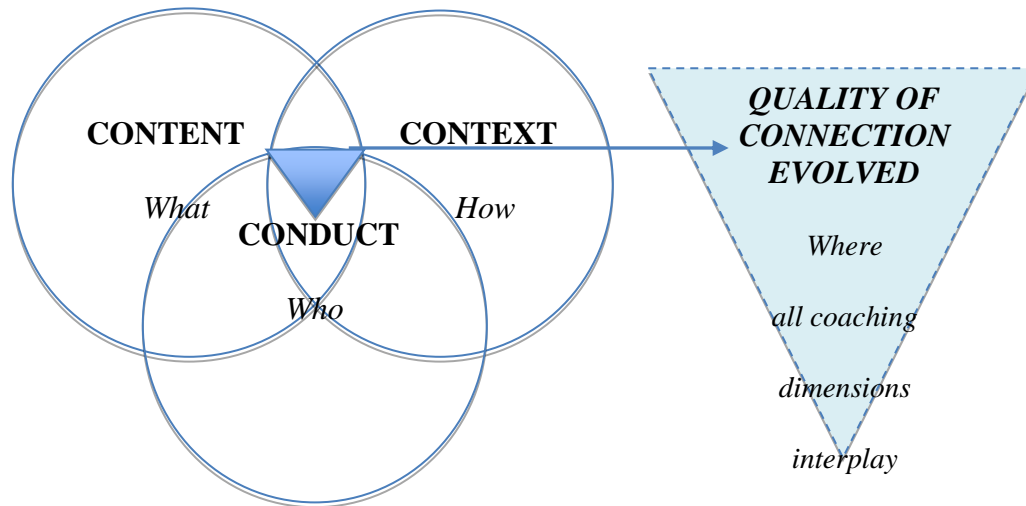 CONTENT
CONTEXT
What
How
CONDUCT
Who
QUALITY OF
CONNECTION
EVOLVED
Where
all coaching
dimensions
interplay